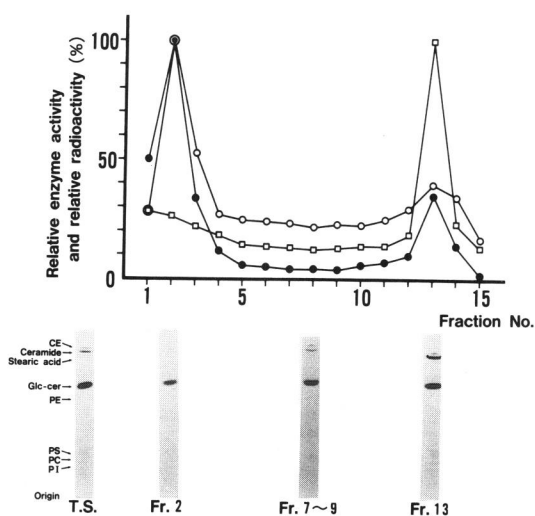 Relative enzyme activity
and relative radioactivity (%)
100
50
0
1
5
10
15
Fraction No.
CE
Ceramide
Stearic acid
Glc-cer
PE
PS
PC
PI
Origin
T.S.
Fr. 2
Fr. 7～9
Fr. 13